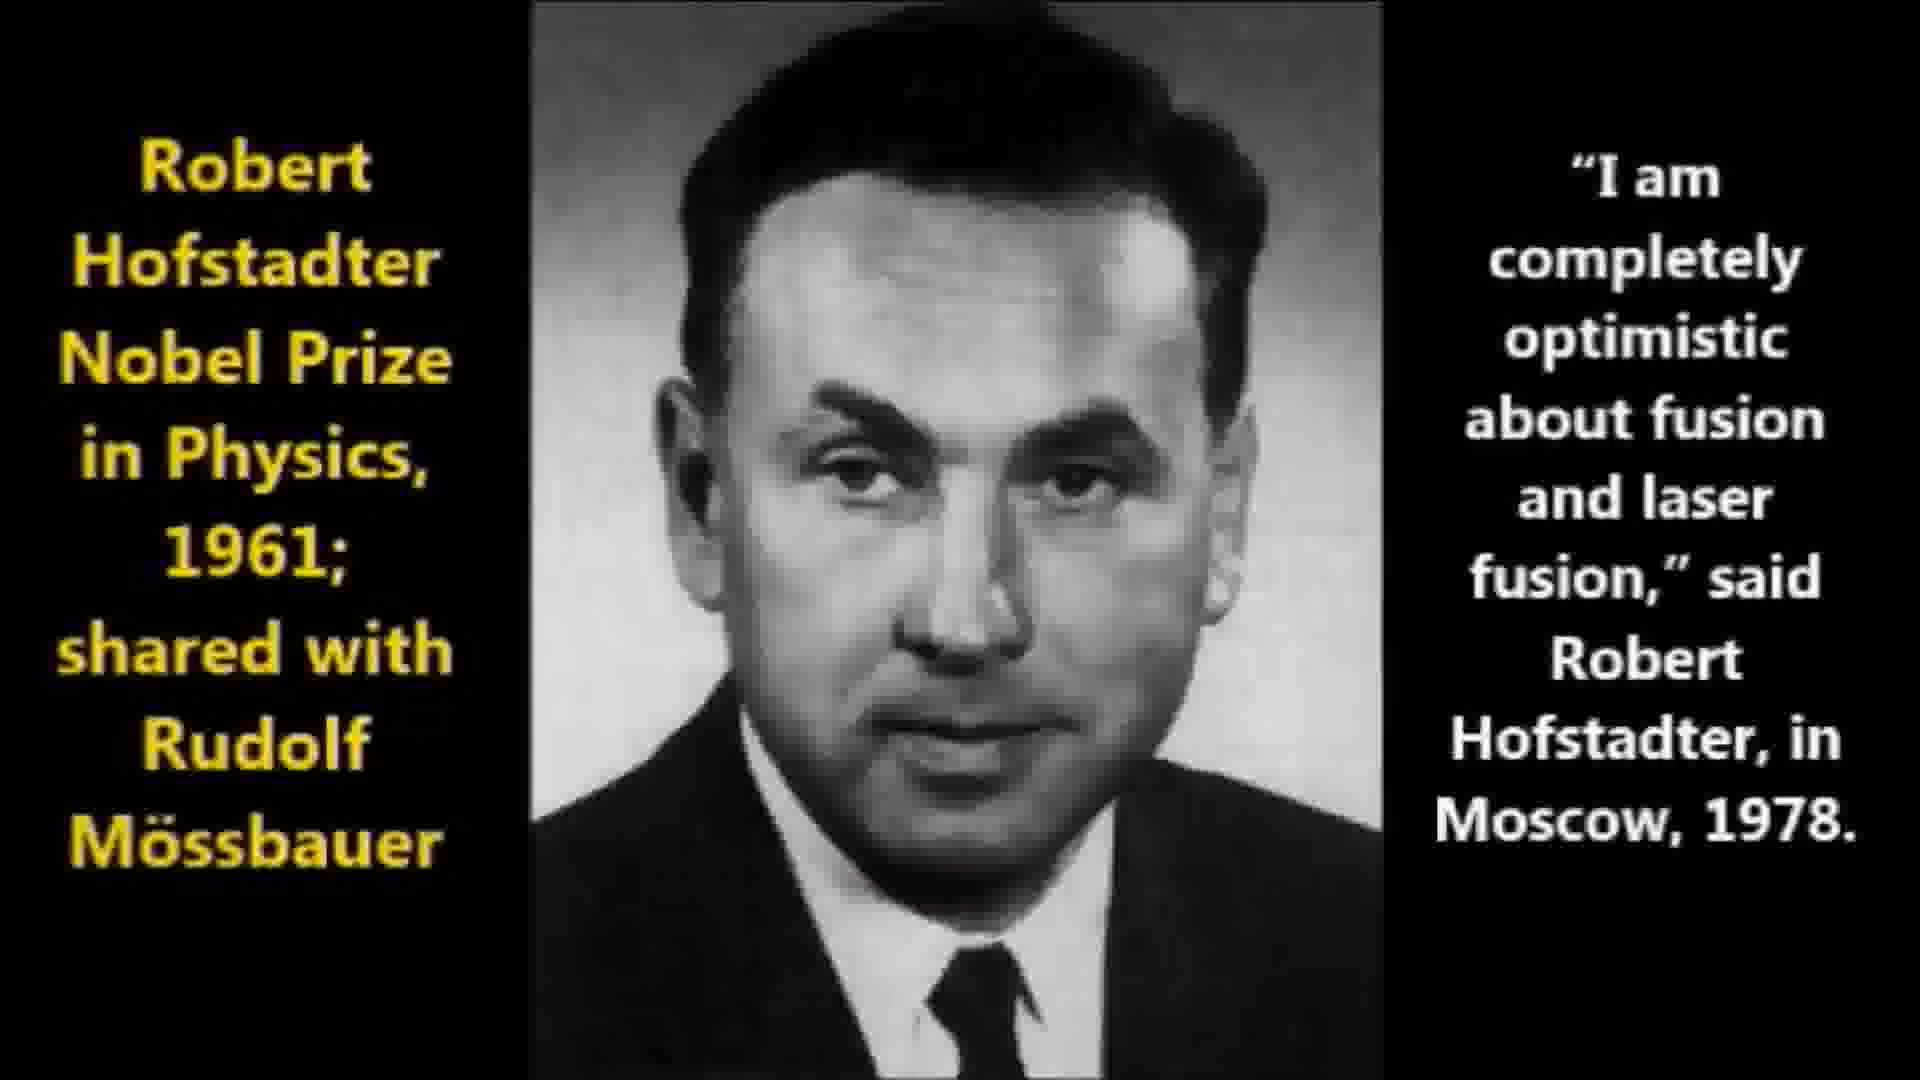 Robert
Hofstadter
Nobel Prize
in Physics,
1961;
shared with
Rudolf
Mössbauer
“I am
completely
optimistic
about fusion
and laser
fusion,” said
Robert
Hofstadter, in
Moscow, 1978.